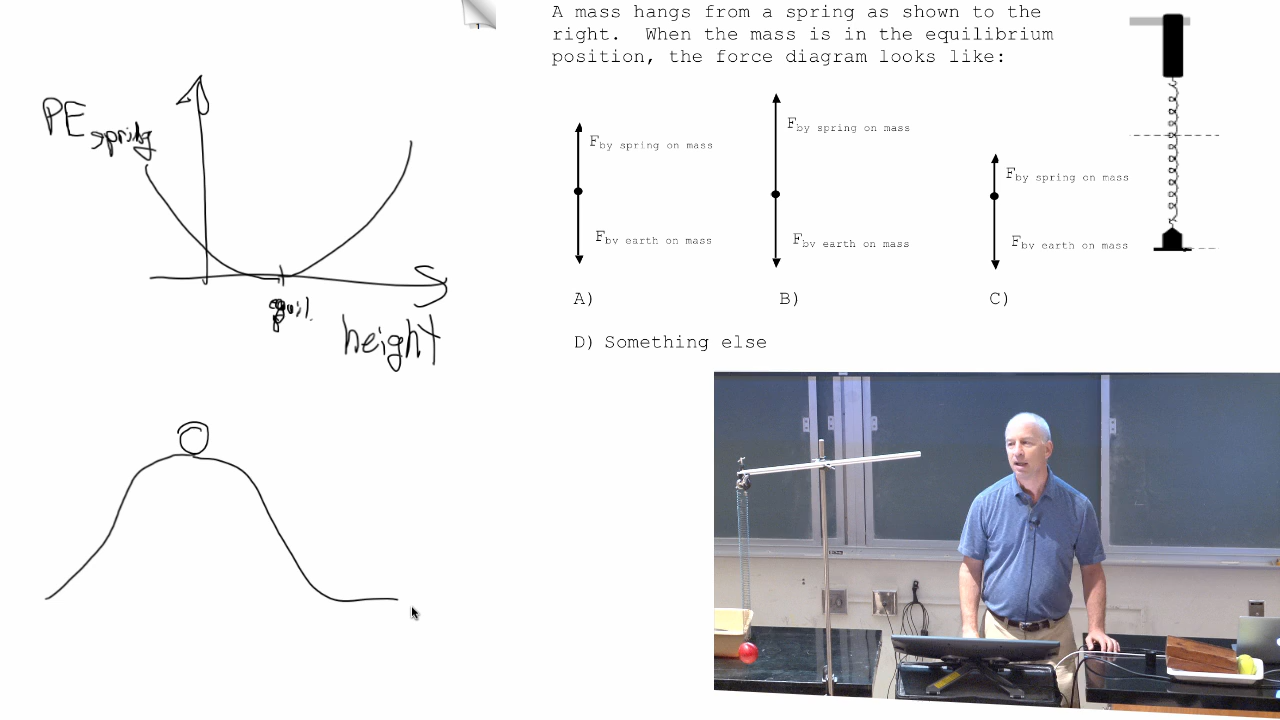 A mass hangs from a spring as shown to the
right.  When the mass is in the equilibrium
position, the force diagram looks like:
PE spring
F by spring on mass
F by earth on mass
F by spring on mass
F by earth on mass
F by spring on mass
F by earth on mass
A)
B)
C)
D) Something else
height